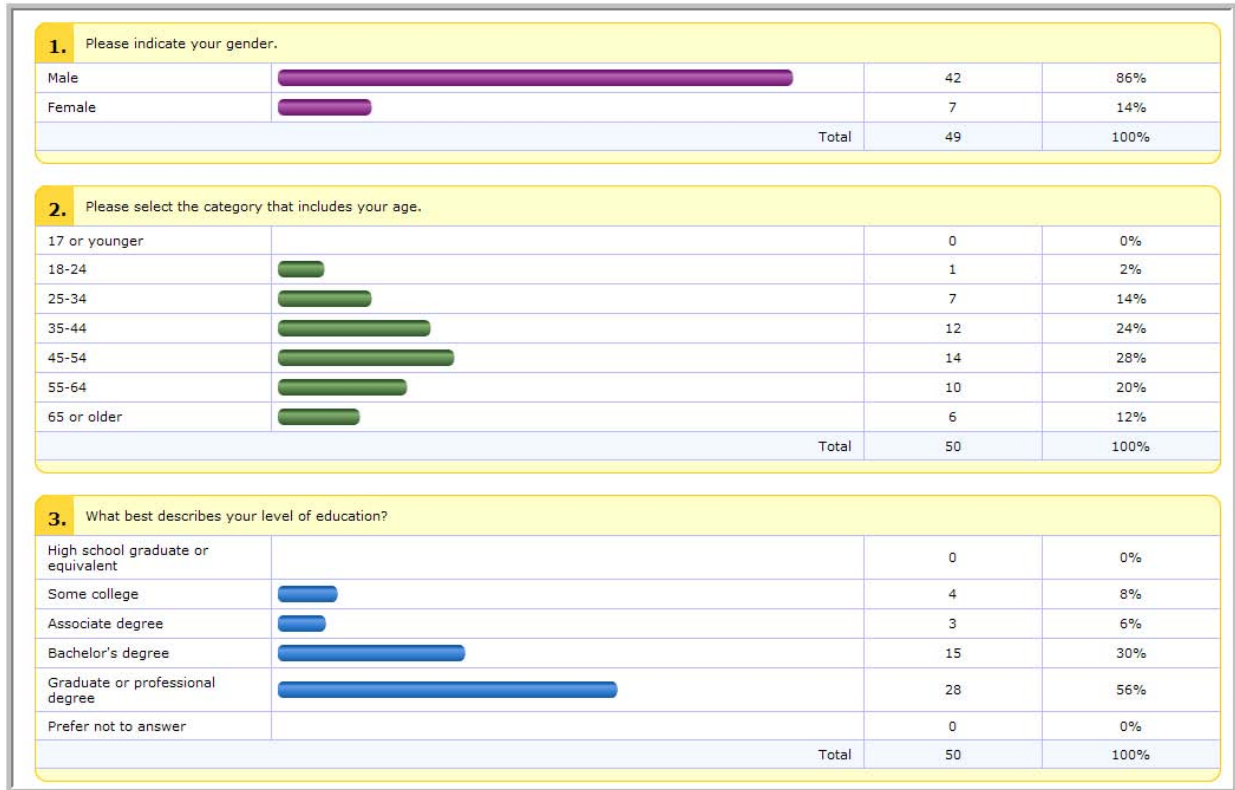 1. Please indicate your gender.
Male 42 86%
Female 7 14%
Total 49 100%
2. Please select the category that includes your age.
17 or younger 0 0%
18-24 1 2%
25-34 7 14%
35-44 12 24%
45-54 14 28%
55-64 10 20%
65 or older 6 12%
Total 50 100%
3. What best describes your level of education?
High school graduate or
equivalent 0 0%
Some college 4 8%
Associate degree 3 6%
Bachelor's degree 15 30%
Graduate or professional
degree 28 56%
Prefer not to answer 0 0%
Total 50 100%